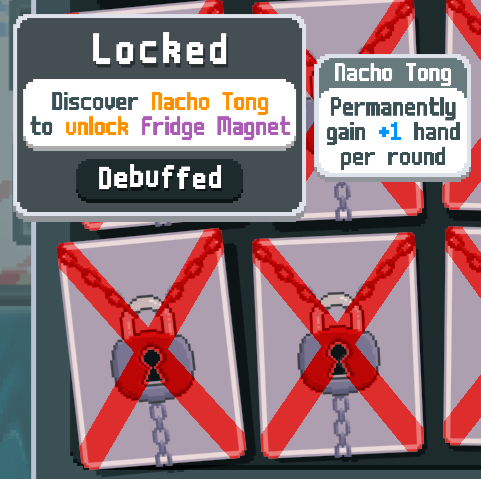 Locked
Discover Nacho Tong
to unlock Fridge Magnet
Debuffed
Nacho Tong
Permanently
gain +1 hand
per round